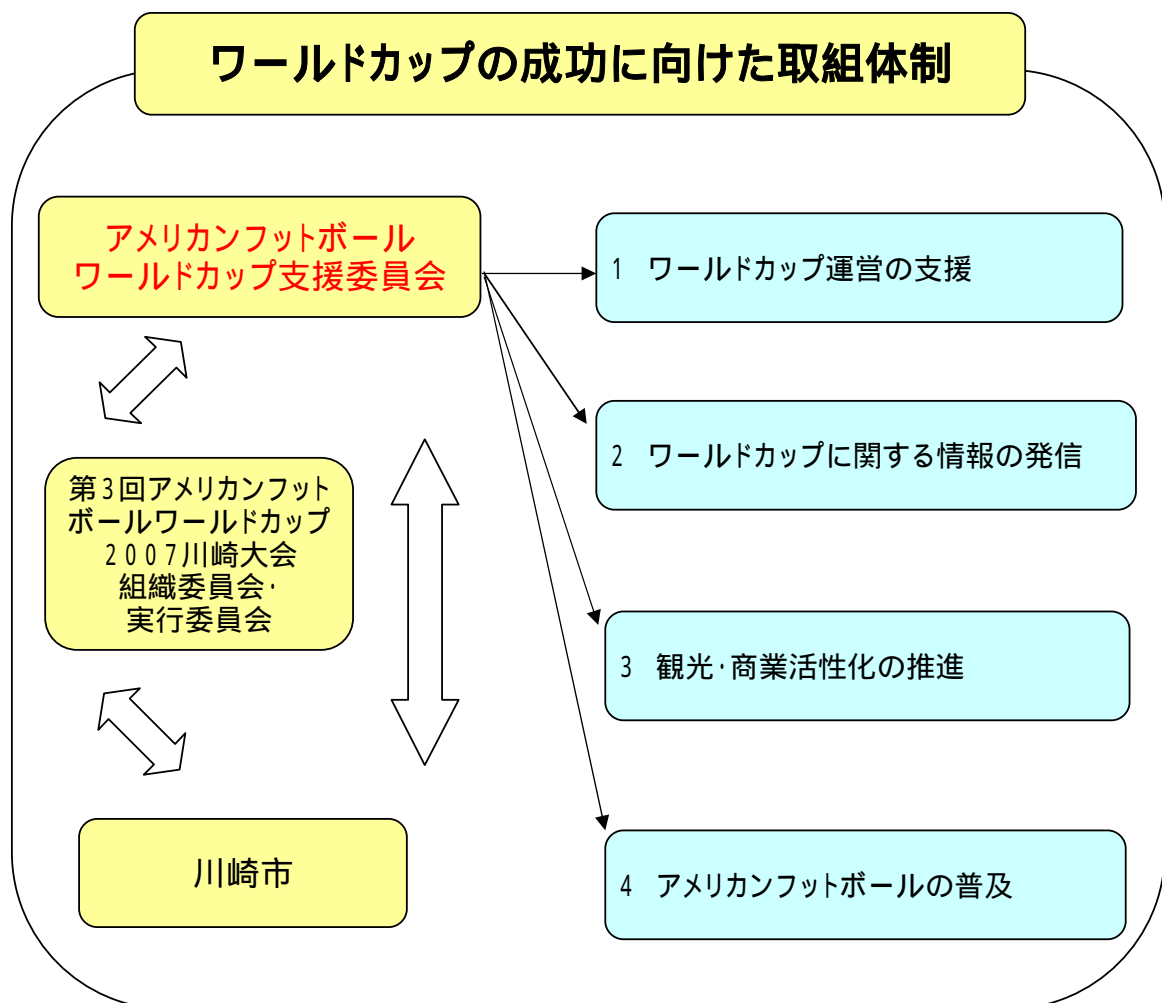 ワールドカップの成功に向けた取組体制
アメリカンフットボール
ワールドカップ支援委員会
第3回アメリカンフット
ボールワールドカップ
2007川崎大会
組織委員会・
実行委員会
川崎市
1 ワールドカップ運営の支援
2 ワールドカップに関する情報の発信
3 観光・商業活性化の推進
4 アメリカンフットボールの普及